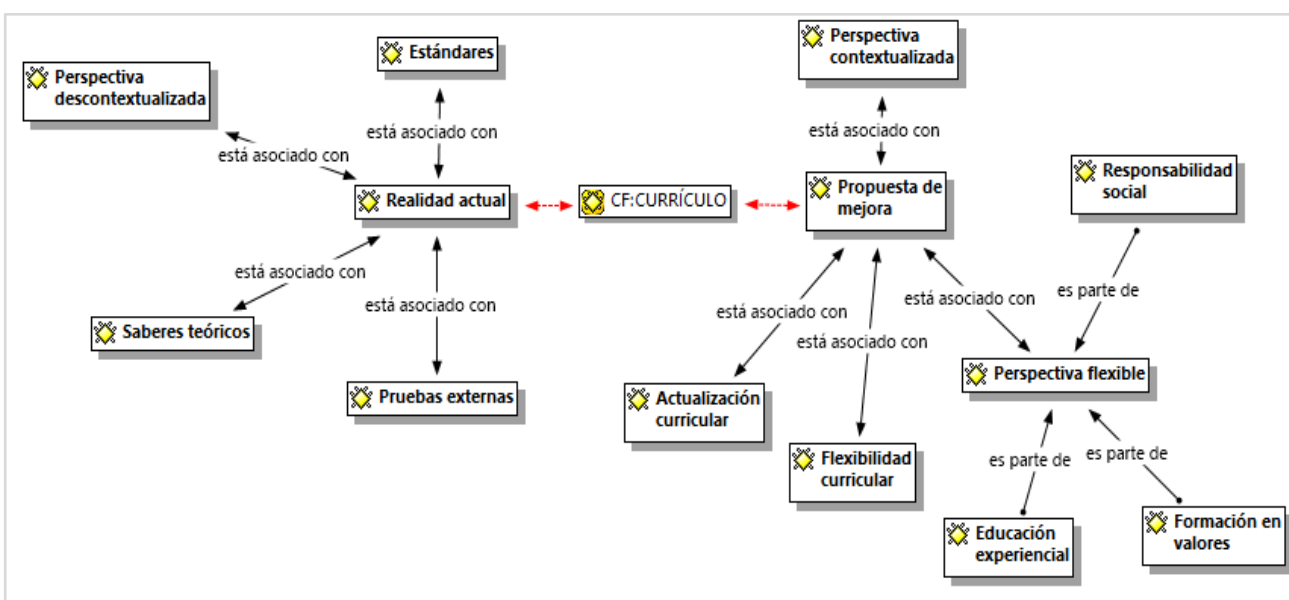 Perspectiva
descontextualizada
Estándares
Perspectiva
contextualizada
está asociado con
está asociado con
está asociado con
Responsabilidad
social
Realidad actual
CF:CURRÍCULO
Propuesta de
mejora
está asociado con
está asociado con
está asociado con
está asociado con
está asociado con
es parte de
Saberes teóricos
Pruebas externas
Actualización
curricular
Flexibilidad
curricular
Perspectiva flexible
es parte de
es parte de
Educación
experiencial
Formación en
valores